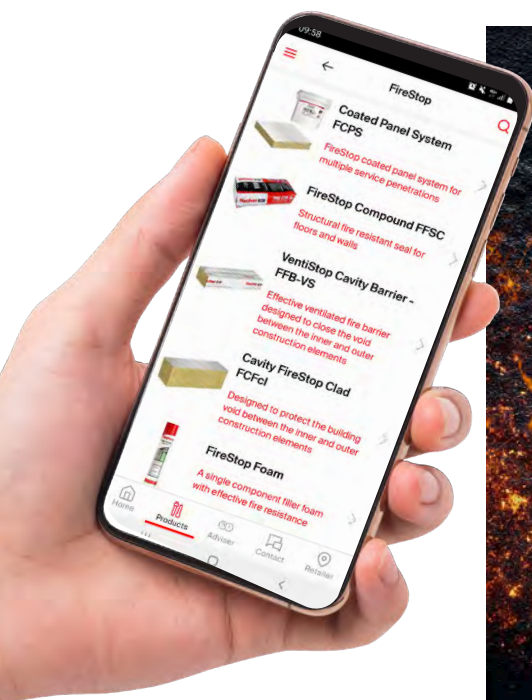 09:58
FireStop
Coated Panel System
FCPS
FireStop coated panel system for
multiple service penetrations
FireStop Compound FFSC
Structural fire resistant seal for
floors and walls
VentiStop Cavity Barrier -
FFB-VS
Effective ventilated fire barrier
designed to close the void
between the inner and outer
construction elements
Cavity FireStop Clad
FCFcl
Designed to protect the building
void between the inner and outer
construction elements
FireStop Foam
A single component filler foam
with effective fire resistance
Home
Products
Adviser
Contact
Retailer